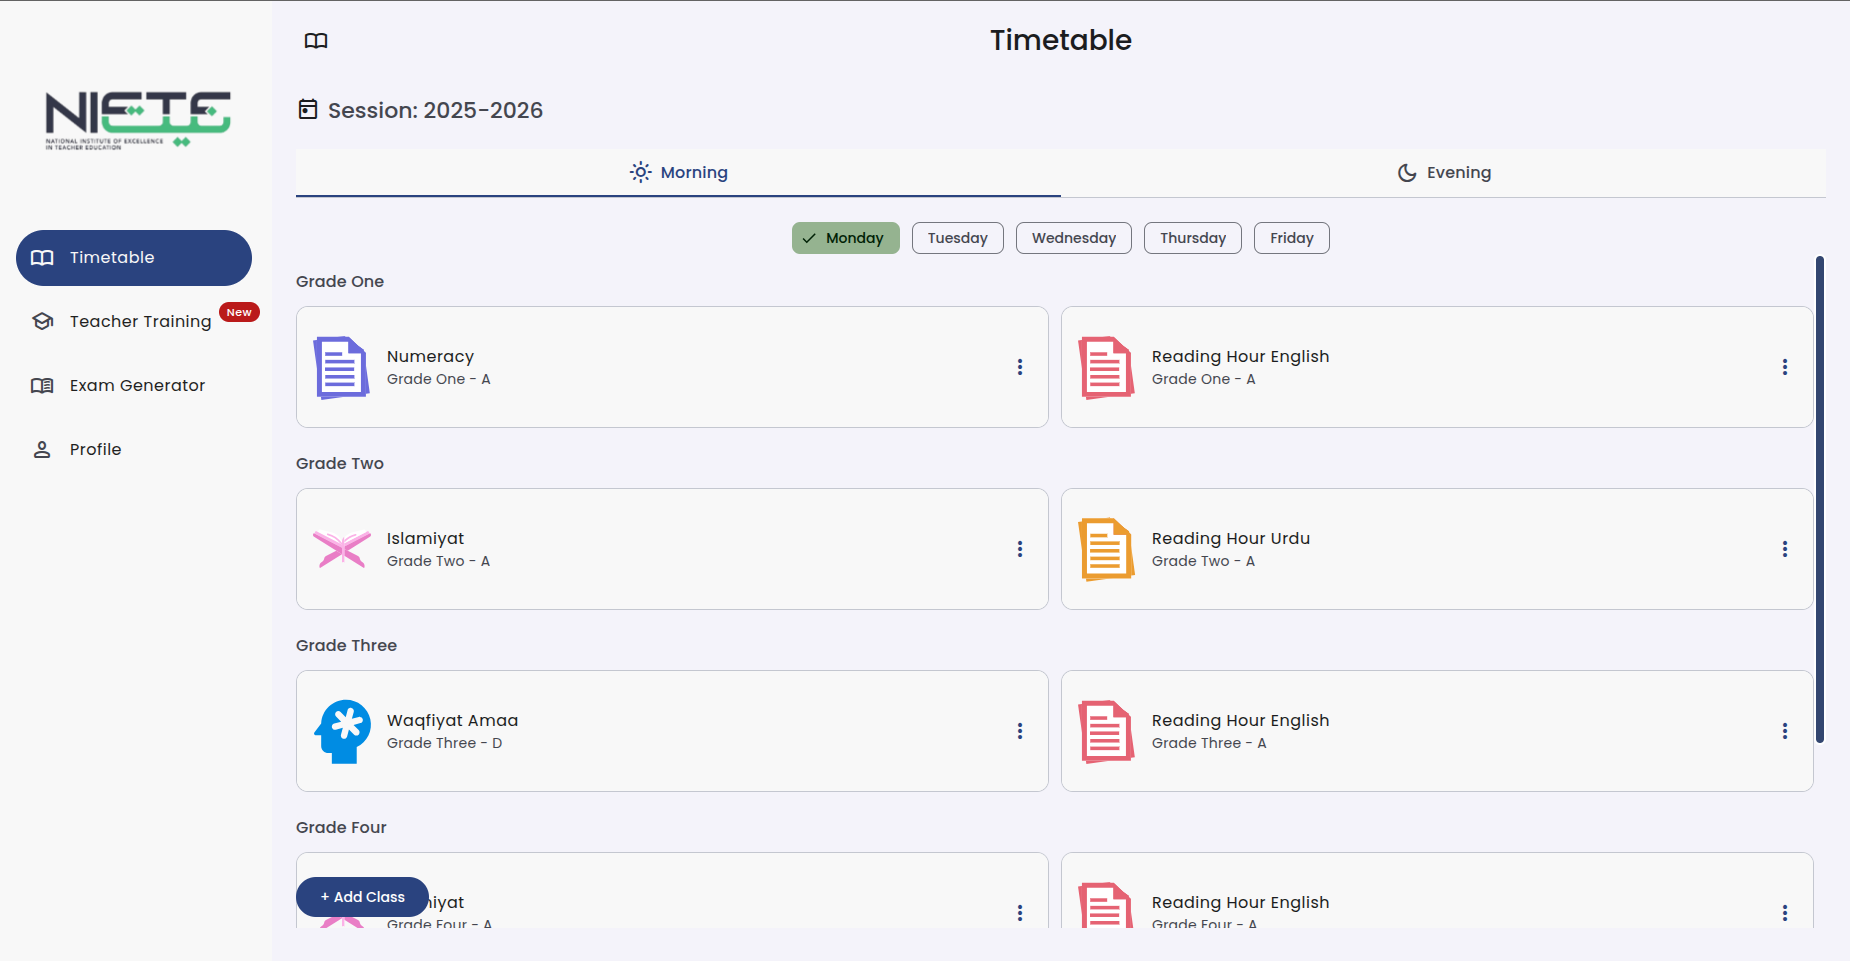 Timetable
NIETE
NATIONAL INSTITUTE OF EXCELLENCE
IN TEACHER EDUCATION
Session: 2025-2026
Morning
Evening
Monday
Tuesday
Wednesday
Thursday
Friday
Timetable
Teacher Training
New
Exam Generator
Profile
Grade One
Numeracy
Grade One - A
Reading Hour English
Grade One - A
Grade Two
Islamiyat
Grade Two - A
Reading Hour Urdu
Grade Two - A
Grade Three
Waqfiyat Amaa
Grade Three - D
Reading Hour English
Grade Three - A
Grade Four
+ Add Class
miyat
Grade Four - A
Reading Hour English
Grade Four - A